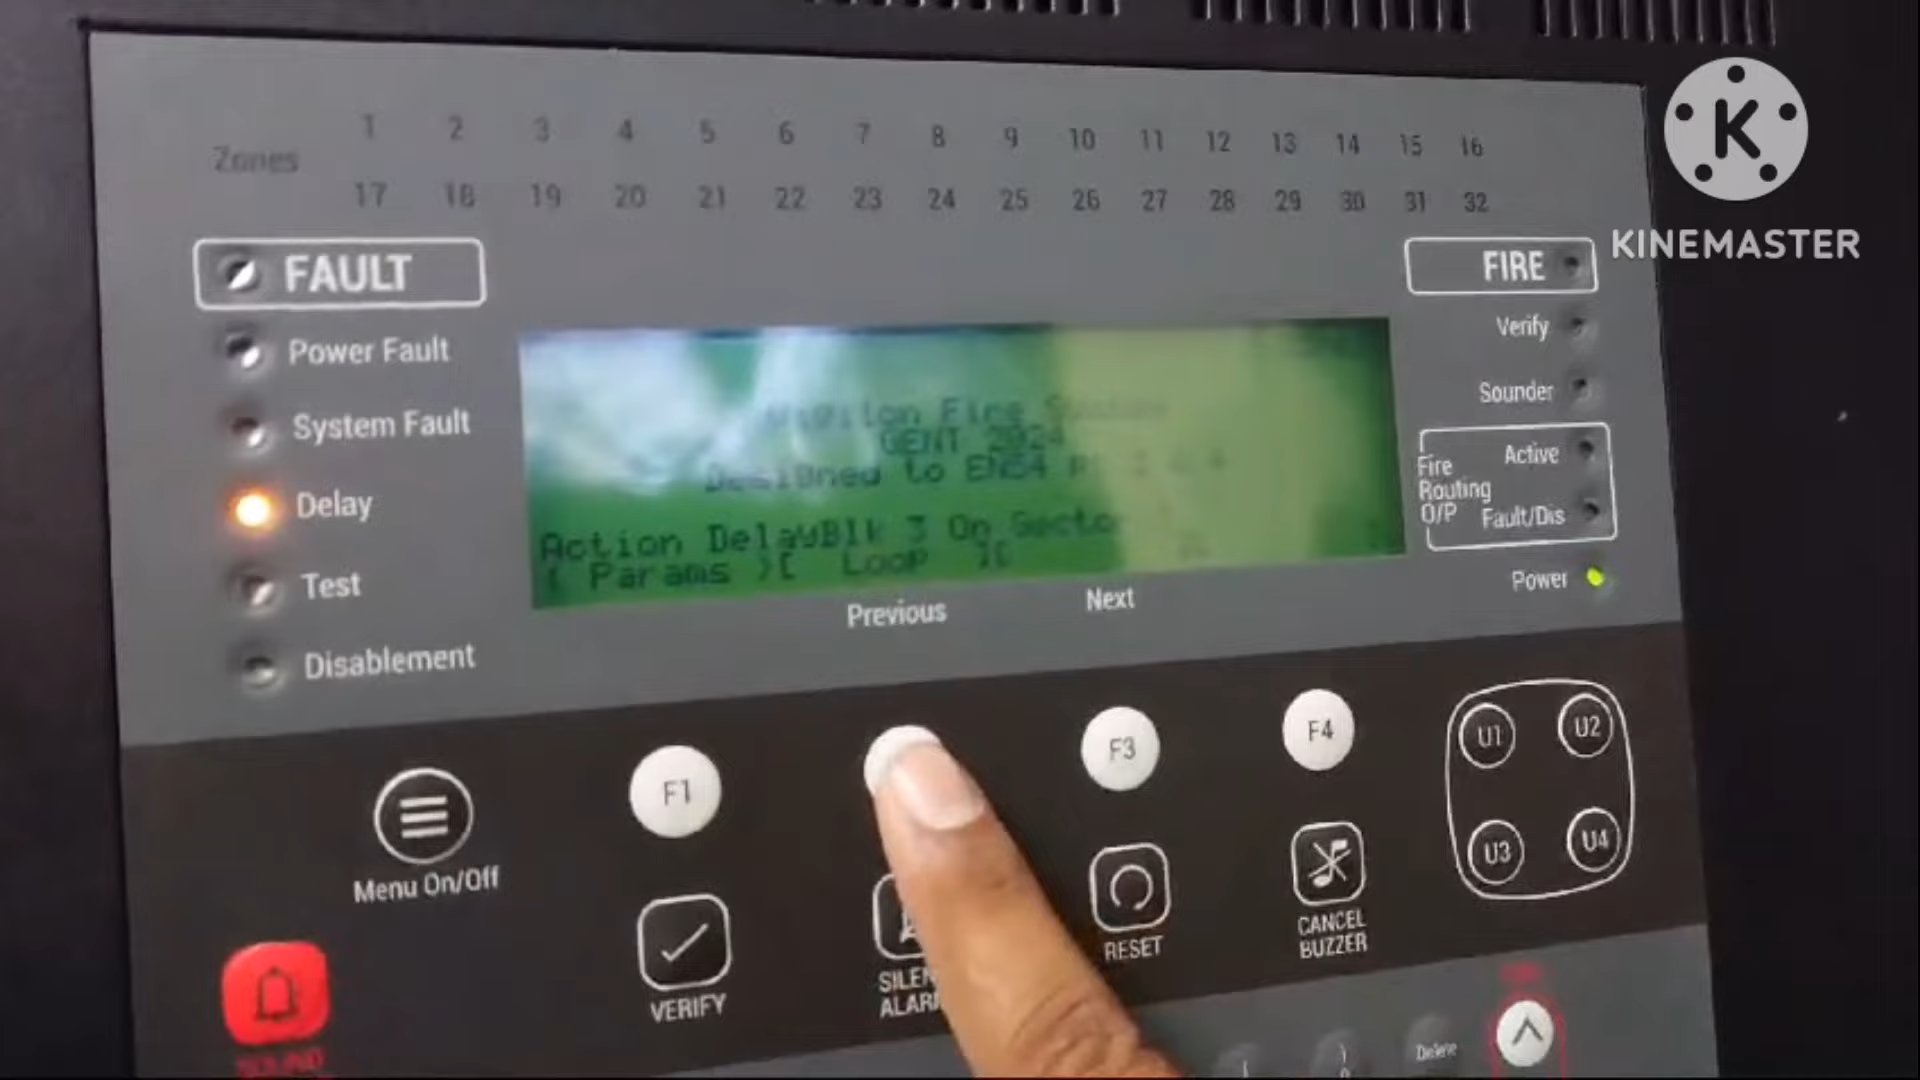 Zones 1 2 3 4 5 6 7 8 9 10 11 12 13 14 15 16
17 18 19 20 21 22 23 24 25 26 27 28 29 30 31 32
K
KINEMASTER
FAULT
Power Fault
System Fault
Delay
Test
Disablement
Fire
GENT 2024
Designed to EN54
Action DelayBlk 3 On Sector
[ Params ][ Loop ][
Previous Next
FIRE
Verify
Sounder
Active
Fire
Routing
O/P Fault/Dis
Power
F1 F3 F4
U1 U2
U3 U4
Menu On/Off
VERIFY
RESET
CANCEL
BUZZER
SOUND
Delete